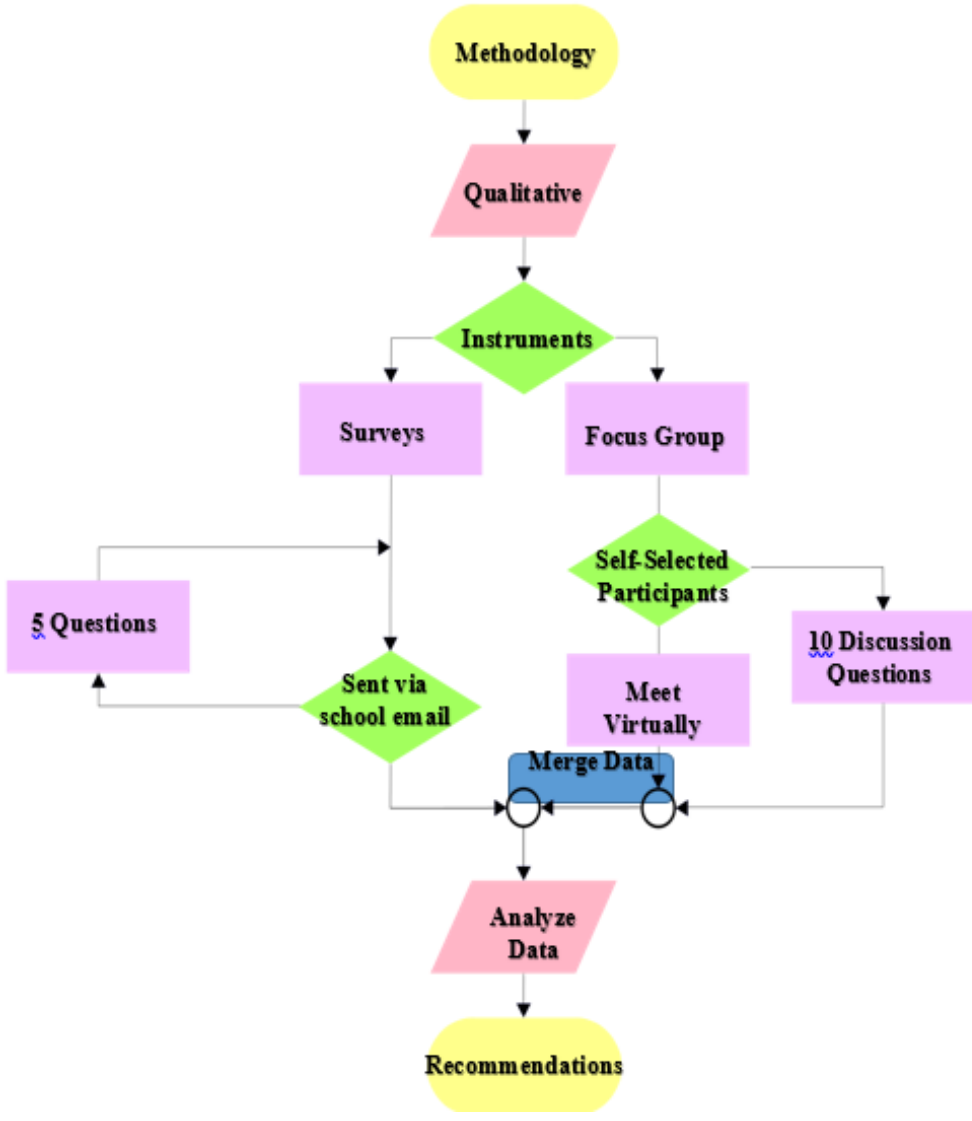 Methodology
Qualitative
Instruments
Surveys
Focus Group
Self-Selected
Participants
5 Questions
10 Discussion
Questions
Sent via
school email
Meet
Virtually
Merge Data
Analyze
Data
Recommendations